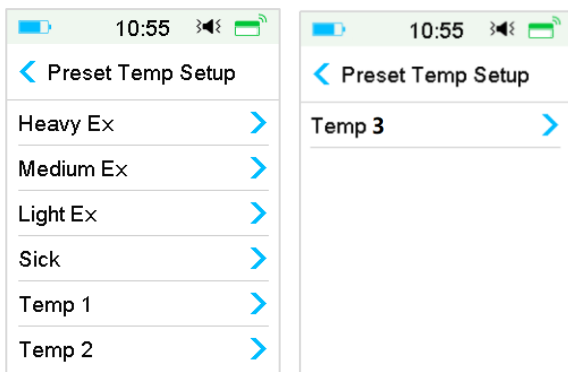 10:55
Preset Temp Setup
Heavy Ex
Medium Ex
Light Ex
Sick
Temp 1
Temp 2
10:55
Preset Temp Setup
Temp 3